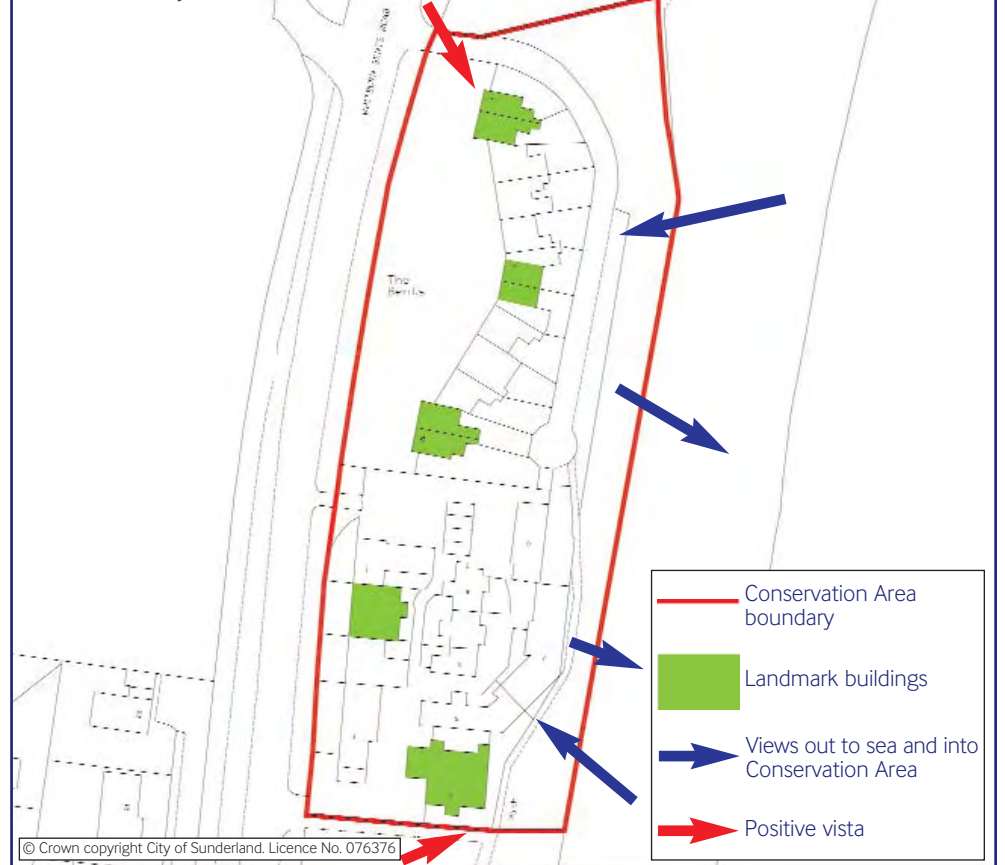 The
Conservation Area
boundary
Landmark buildings
Views out to sea and into
Conservation Area
Positive vista
© Crown copyright City of Sunderland. Licence No. 076376